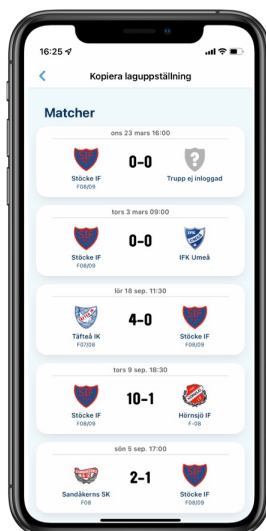 16:25
Kopiera laguppställning
Matcher
ons 23 mars 16:00
0-0
Stöcke IF
F08/09
Trupp ej inloggad
tors 3 mars 09:00
0-0
Stöcke IF
F08/09
IFK Umeå
lör 18 sep. 11:30
4-0
Täfteå IK
F07/08
Stöcke IF
F08/09
tors 9 sep. 18:30
10-1
Stöcke IF
F08/09
Hörnsjö IF
F-08
sön 5 sep. 17:00
2-1
Sandåkerns SK
F08
Stöcke IF
F08/09